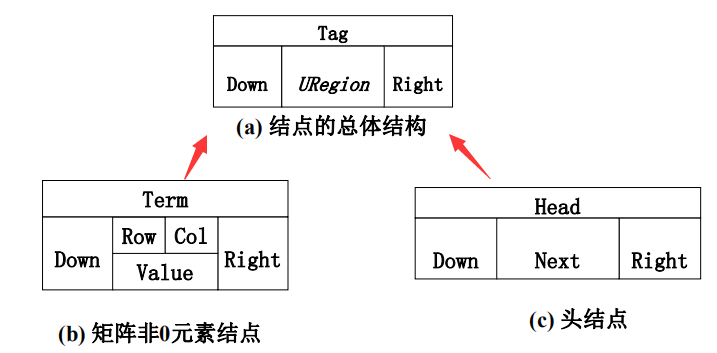 Tag
Down URegion Right
(a) 结点的总体结构
Term
Down Row Col Right
Value
(b) 矩阵非0元素结点
Head
Down Next Right
(c) 头结点